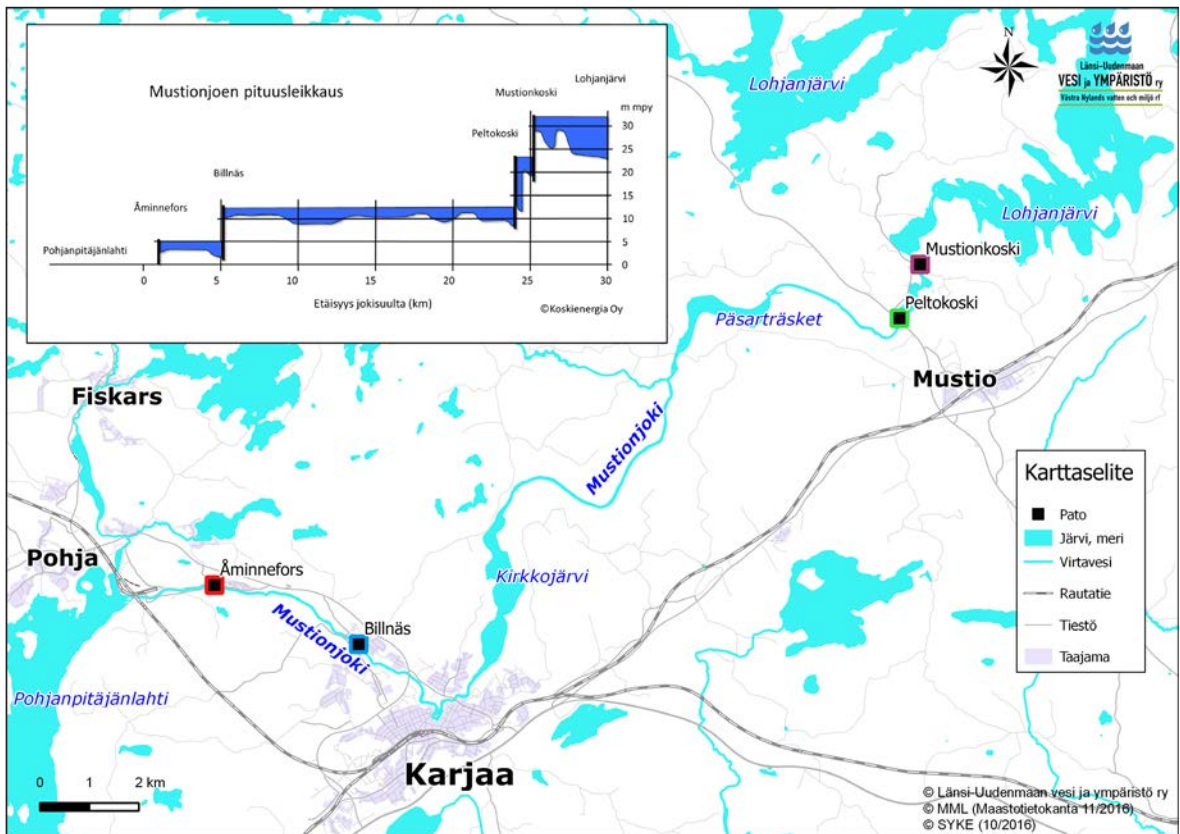 Mustionjoen pituusleikkaus
Lohjanjärvi
Mustionkoski
m mpy
Peltokoski
Billnäs
Åminnefors
Pohjanpitäjänlahti
30
25
20
15
10
5
0
0 5 10 15 20 25 30
Etäisyys jokisuulta (km)
©Koskienergia Oy
N
Länsi-Uudenmaan
VESI ja YMPÄRISTÖ ry
Västra Nylands vatten och miljö rf
Lohjanjärvi
Lohjanjärvi
Mustionkoski
Peltokoski
Päsarträsket
Mustio
Fiskars
Mustionjoki
Pohja
Åminnefors
Kirkkojärvi
Billnäs
Mustionjoki
Pohjanpitäjänlahti
Karjaa
Karttaselite
Pato
Järvi, meri
Virtavesi
Rautatie
Tiestö
Taajama
0 1 2 km
© Länsi-Uudenmaan vesi ja ympäristö ry
© MML (Maastotietokanta 11/2016)
© SYKE (10/2016)